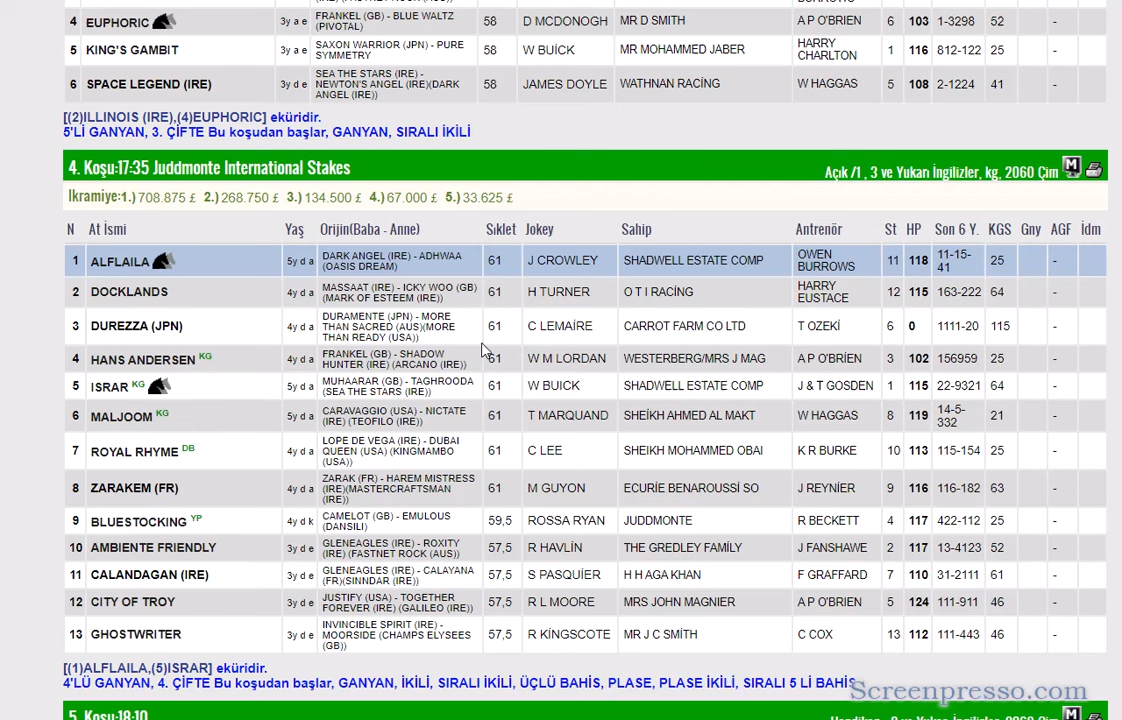 4 EUPHORIC 3y a e FRANKEL (GB) - BLUE WALTZ (PIVOTAL) 58 D MCDONOGH MR D SMITH A P O'BRIEN 6 103 1-3298 52 -
5 KING'S GAMBIT 3y a e SAXON WARRIOR (JPN) - PURE SYMMETRY 58 W BUİCK MR MOHAMMED JABER HARRY CHARLTON 1 116 812-122 25 -
6 SPACE LEGEND (IRE) 3y d e SEA THE STARS (IRE) - NEWTON'S ANGEL (IRE)(DARK ANGEL (IRE)) 58 JAMES DOYLE WATHNAN RACİNG W HAGGAS 5 108 2-1224 41 -
[(2)ILLINOIS (IRE),(4)EUPHORIC] eküridir.
5'Lİ GANYAN, 3. ÇİFTE Bu koşudan başlar, GANYAN, SIRALI İKİLİ
4. Koşu:17:35 Juddmonte International Stakes Açık /1 , 3 ve Yukarı İngilizler, kg, 2060 Çim
İkramiye:1.) 708.875 £ 2.) 268.750 £ 3.) 134.500 £ 4.) 67.000 £ 5.) 33.625 £
N At İsmi Yaş Orijin(Baba - Anne) Sıklet Jokey Sahip Antrenör St HP Son 6 Y. KGS Gny AGF İdm
1 ALFLAILA 5y d a DARK ANGEL (IRE) - ADHWAA (OASIS DREAM) 61 J CROWLEY SHADWELL ESTATE COMP OWEN BURROWS 11 118 11-15-41 25 -
2 DOCKLANDS 4y d a MASSAAT (IRE) - ICKY WOO (GB) (MARK OF ESTEEM (IRE)) 61 H TURNER O T I RACİNG HARRY EUSTACE 12 115 163-222 64 -
3 DUREZZA (JPN) 4y d a DURAMENTE (JPN) - MORE THAN SACRED (AUS)(MORE THAN READY (USA)) 61 C LEMAİRE CARROT FARM CO LTD T OZEKİ 6 0 1111-20 115 -
4 HANS ANDERSEN KG 4y d a FRANKEL (GB) - SHADOW HUNTER (IRE) (ARCANO (IRE)) 61 W M LORDAN WESTERBERG/MRS J MAG A P O'BRİEN 3 102 156959 25 -
5 ISRAR KG 5y d a MUHAARAR (GB) - TAGHROODA (SEA THE STARS (IRE)) 61 W BUICK SHADWELL ESTATE COMP J & T GOSDEN 1 115 22-9321 64 -
6 MALJOOM KG 5y d a CARAVAGGIO (USA) - NICTATE (IRE) (TEOFILO (IRE)) 61 T MARQUAND SHEİKH AHMED AL MAKT W HAGGAS 8 119 14-5-332 21 -
7 ROYAL RHYME DB 4y d a LOPE DE VEGA (IRE) - DUBAI QUEEN (USA) (KINGMAMBO (USA)) 61 C LEE SHEIKH MOHAMMED OBAI K R BURKE 10 113 115-154 25 -
8 ZARAKEM (FR) 4y d a ZARAK (FR) - HAREM MISTRESS (IRE)(MASTERCRAFTSMAN (IRE)) 61 M GUYON ECURİE BENAROUSSİ SO J REYNİER 9 116 116-182 63 -
9 BLUESTOCKING YP 4y d k CAMELOT (GB) - EMULOUS (DANSILI) 59,5 ROSSA RYAN JUDDMONTE R BECKETT 4 117 422-112 25 -
10 AMBIENTE FRIENDLY 3y d e GLENEAGLES (IRE) - ROXITY (IRE) (FASTNET ROCK (AUS)) 57,5 R HAVLİN THE GREDLEY FAMİLY J FANSHAWE 2 117 13-4123 52 -
11 CALANDAGAN (IRE) 3y d e GLENEAGLES (IRE) - CALAYANA (FR)(SINNDAR (IRE)) 57,5 S PASQUİER H H AGA KHAN F GRAFFARD 7 110 31-2111 61 -
12 CITY OF TROY 3y d e JUSTIFY (USA) - TOGETHER FOREVER (IRE) (GALILEO (IRE)) 57,5 R L MOORE MRS JOHN MAGNIER A P O'BRIEN 5 124 111-911 46 -
13 GHOSTWRITER 3y d e INVINCIBLE SPIRIT (IRE) - MOORSIDE (CHAMPS ELYSEES (GB)) 57,5 R KİNGSCOTE MR J C SMİTH C COX 13 112 111-443 46 -
[(1)ALFLAILA,(5)ISRAR] eküridir.
4'LÜ GANYAN, 4. ÇİFTE Bu koşudan başlar, GANYAN, İKİLİ, SIRALI İKİLİ, ÜÇLÜ BAHİS, PLASE, PLASE İKİLİ, SIRALI 5 Lİ BAHİS
Screenpresso.com
5. Koşu:18:10